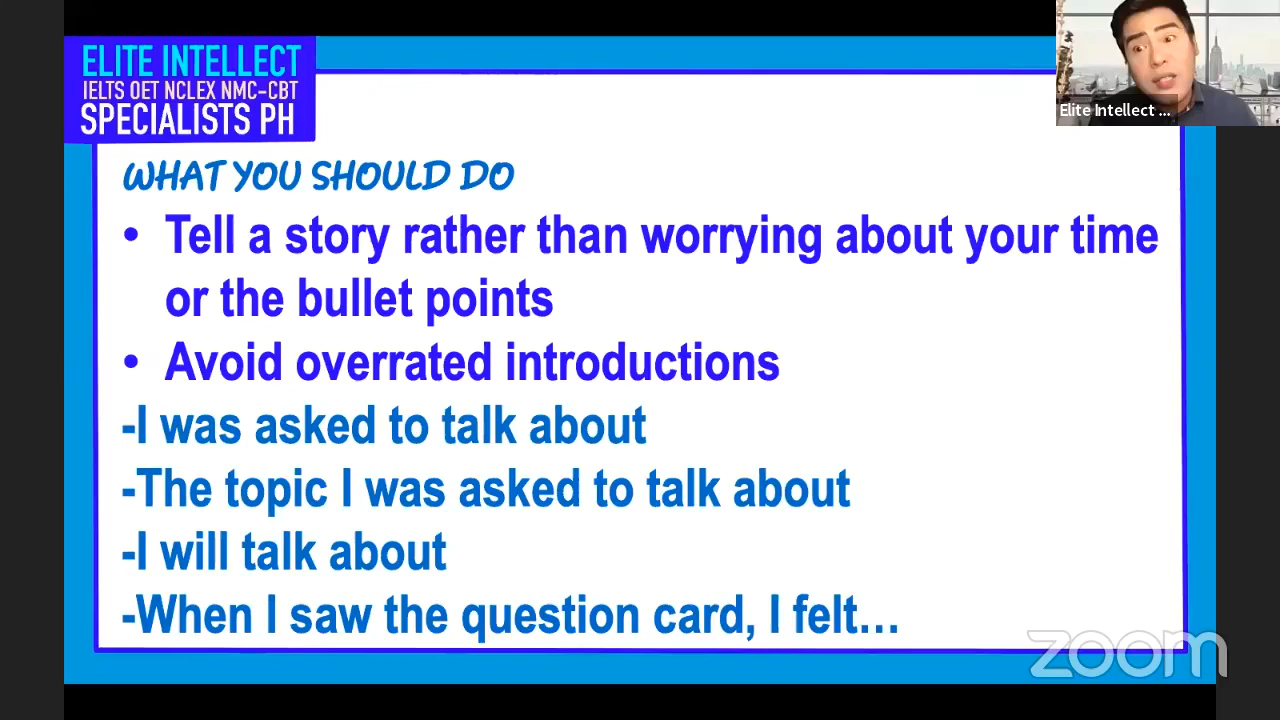 ELITE INTELLECT
IELTS OET NCLEX NMC-CBT
SPECIALISTS PH
Elite Intellect ...
WHAT YOU SHOULD DO
• Tell a story rather than worrying about your time
or the bullet points
• Avoid overrated introductions
-I was asked to talk about
-The topic I was asked to talk about
-I will talk about
-When I saw the question card, I felt...
zoom